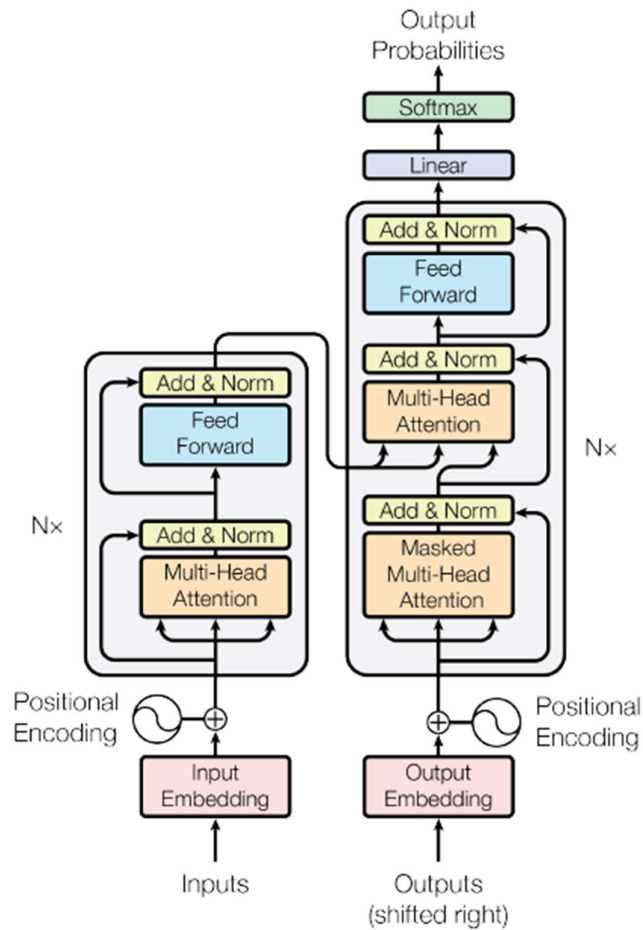 Output
Probabilities
Softmax
Linear
Add & Norm
Feed
Forward
Add & Norm
Multi-Head
Attention
Add & Norm
Masked
Multi-Head
Attention
Nx
Positional
Encoding
Output
Embedding
Outputs
(shifted right)
Add & Norm
Feed
Forward
Add & Norm
Multi-Head
Attention
Nx
Positional
Encoding
Input
Embedding
Inputs